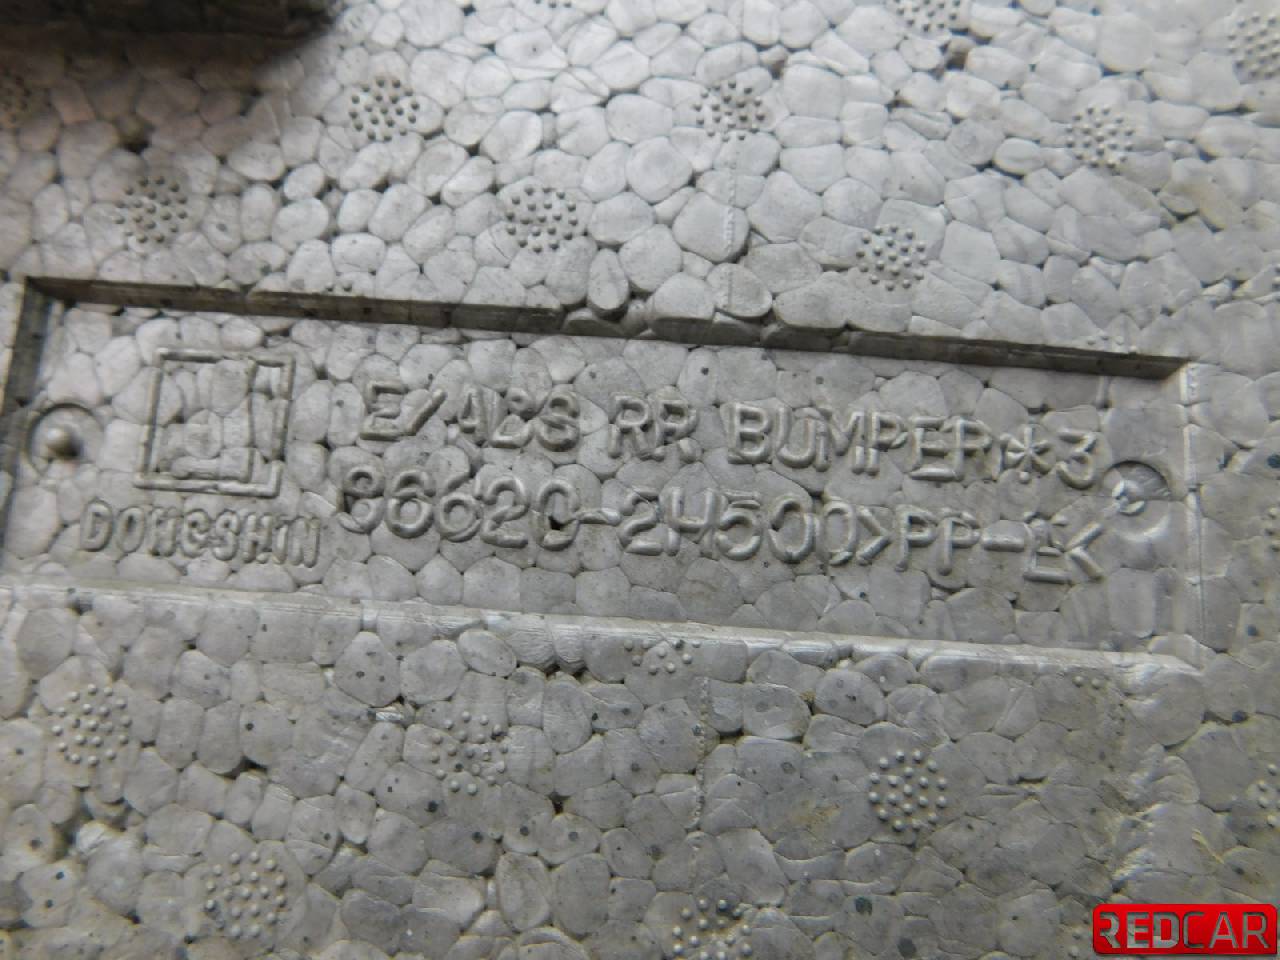 E/ABS RR BUMPER*3
86620-2H500>PP-E<
DONGSHIN
REDCAR